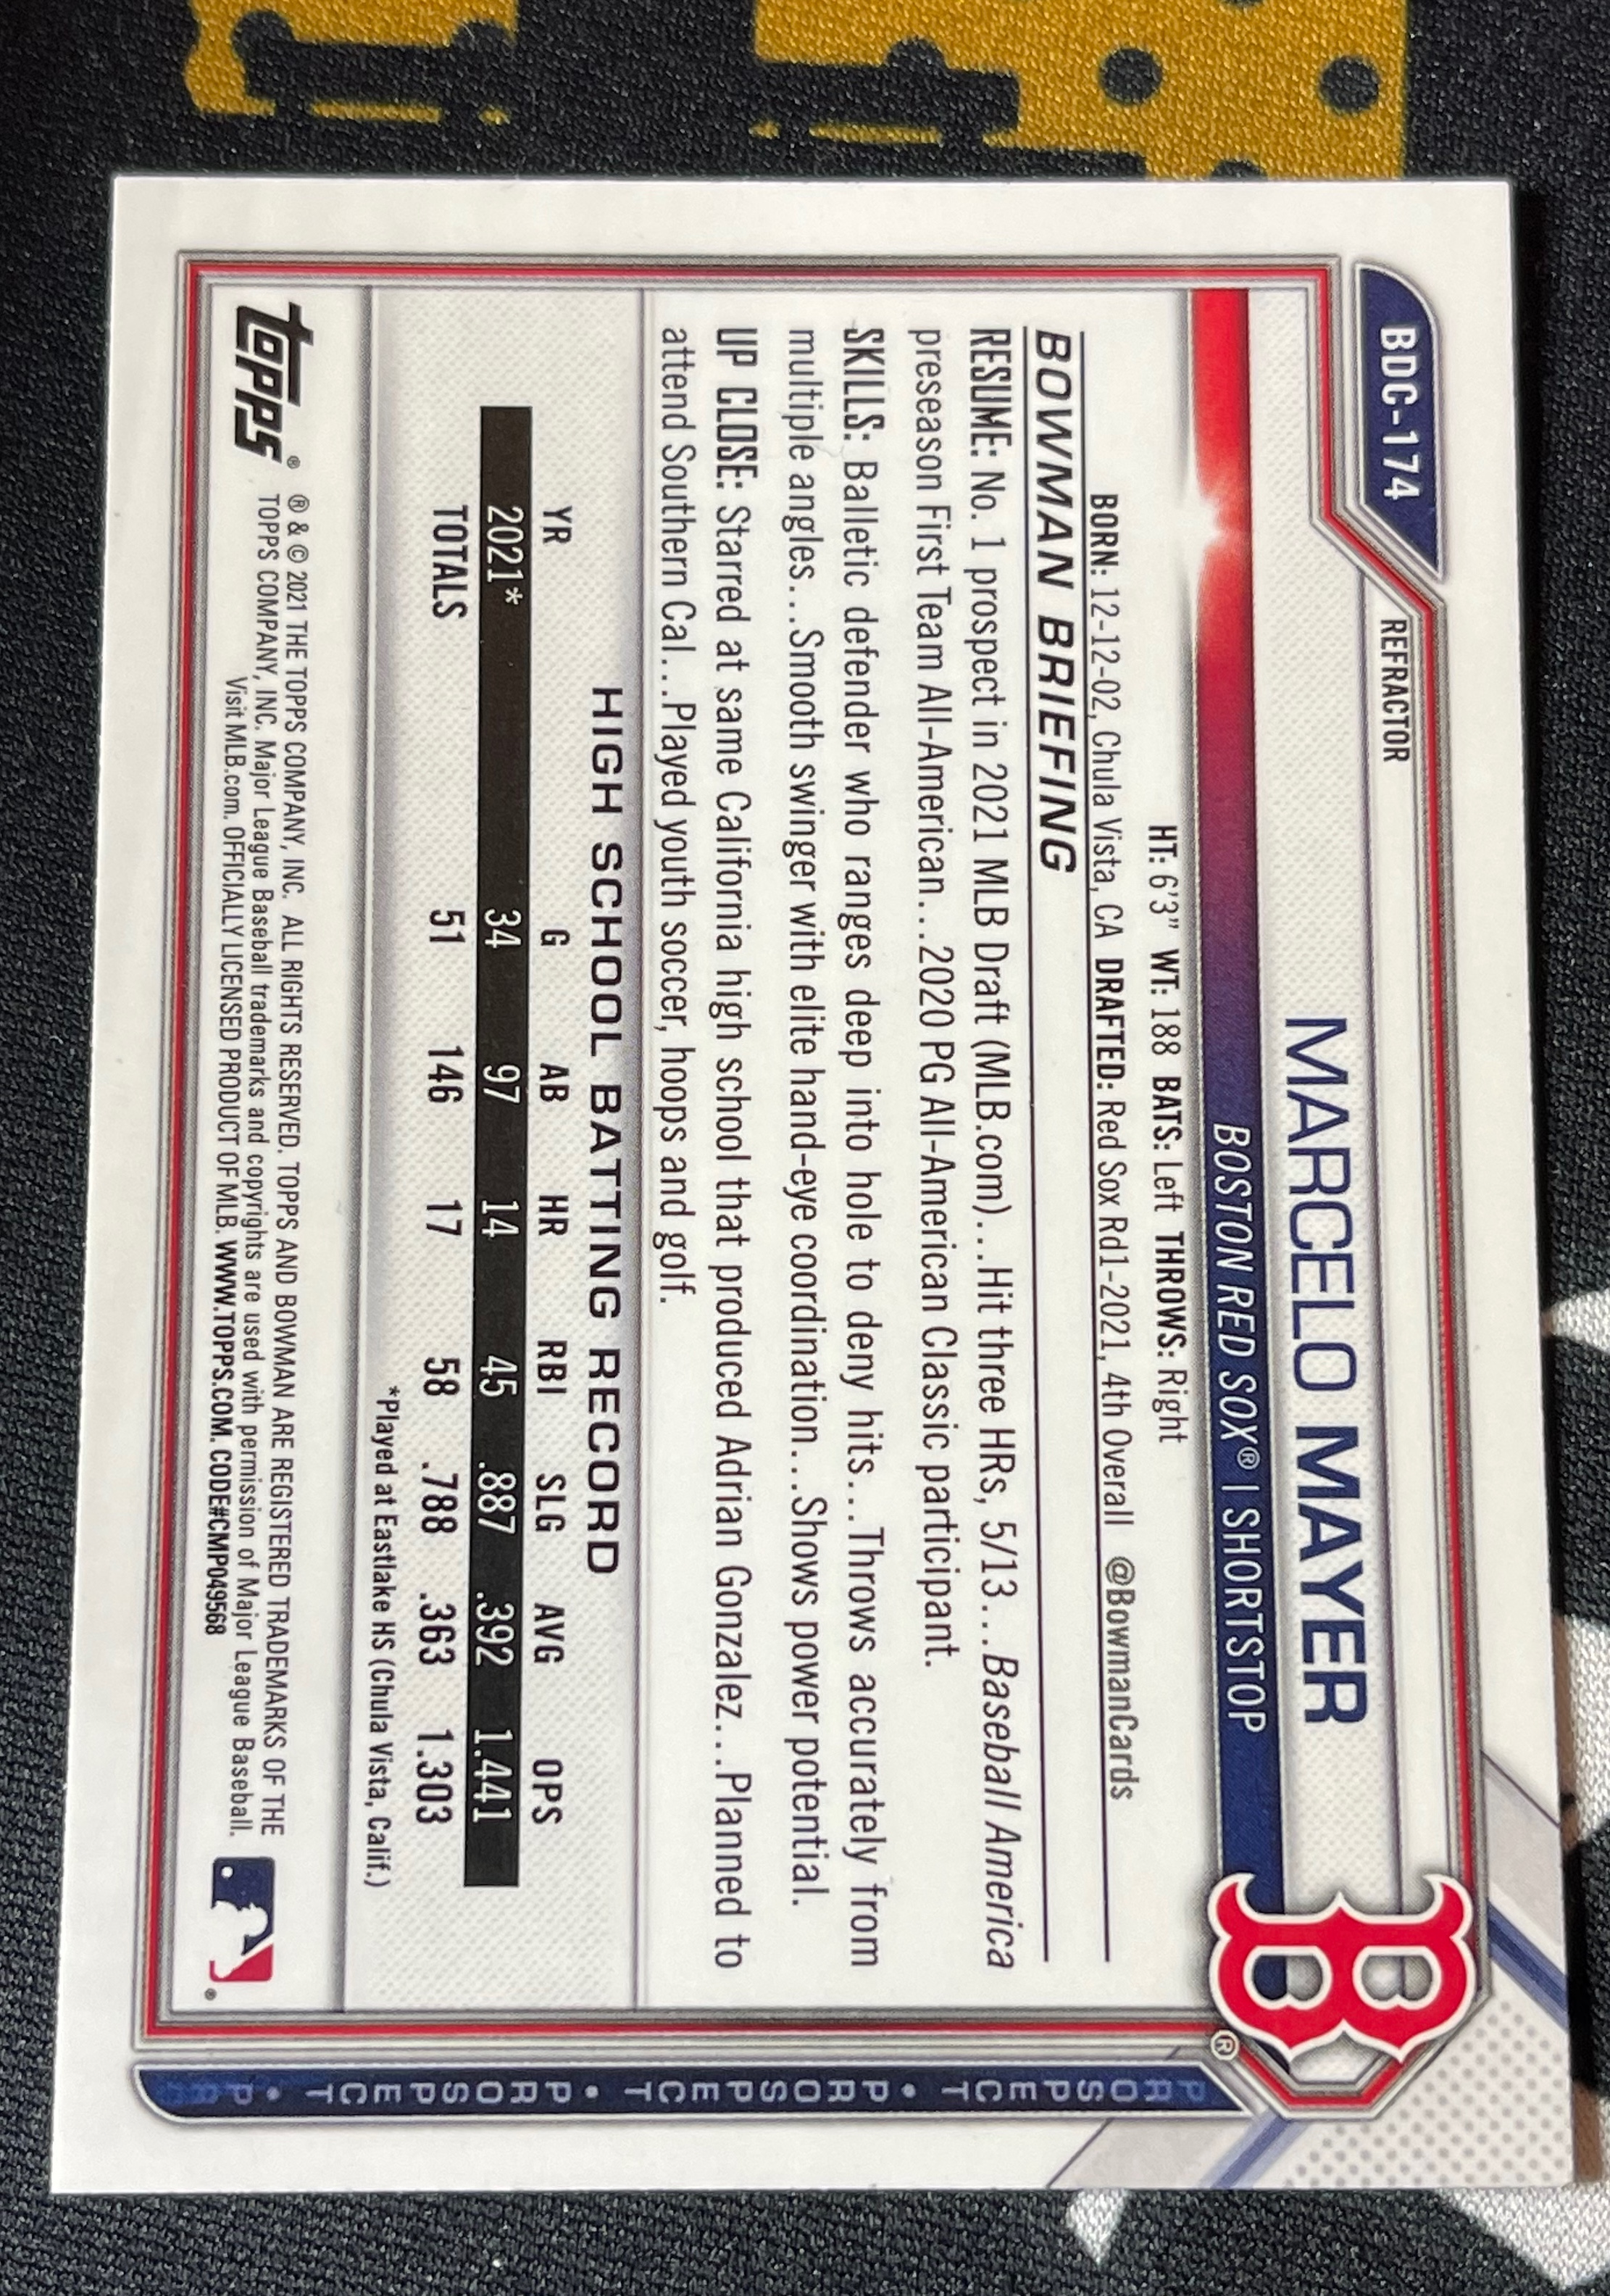 BDC-174
REFRACTOR
MARCELO MAYER
BOSTON RED SOX® | SHORTSTOP
HT: 6'3" WT: 188 BATS: Left THROWS: Right
BORN: 12-12-02, Chula Vista, CA DRAFTED: Red Sox Rd1-2021, 4th Overall @BowmanCards
BOWMAN BRIEFING
RESUME: No. 1 prospect in 2021 MLB Draft (MLB.com)...Hit three HRs, 5/13...Baseball America
preseason First Team All-American...2020 PG All-American Classic participant.
SKILLS: Balletic defender who ranges deep into hole to deny hits...Throws accurately from
multiple angles...Smooth swinger with elite hand-eye coordination...Shows power potential.
UP CLOSE: Starred at same California high school that produced Adrian Gonzalez...Planned to
attend Southern Cal...Played youth soccer, hoops and golf.
HIGH SCHOOL BATTING RECORD
YR G AB HR RBI SLG AVG OPS
2021* 34 97 14 45 .887 .392 1.441
TOTALS 51 146 17 58 .788 .363 1.303
*Played at Eastlake HS (Chula Vista, Calif.)
topps®
® & © 2021 THE TOPPS COMPANY, INC. ALL RIGHTS RESERVED. TOPPS AND BOWMAN ARE REGISTERED TRADEMARKS OF THE
TOPPS COMPANY, INC. Major League Baseball trademarks and copyrights are used with permission of Major League Baseball.
Visit MLB.com. OFFICIALLY LICENSED PRODUCT OF MLB. WWW.TOPPS.COM. CODE#CMP049568
B®
PROSPECT • PROSPECT • PROSPECT • PR